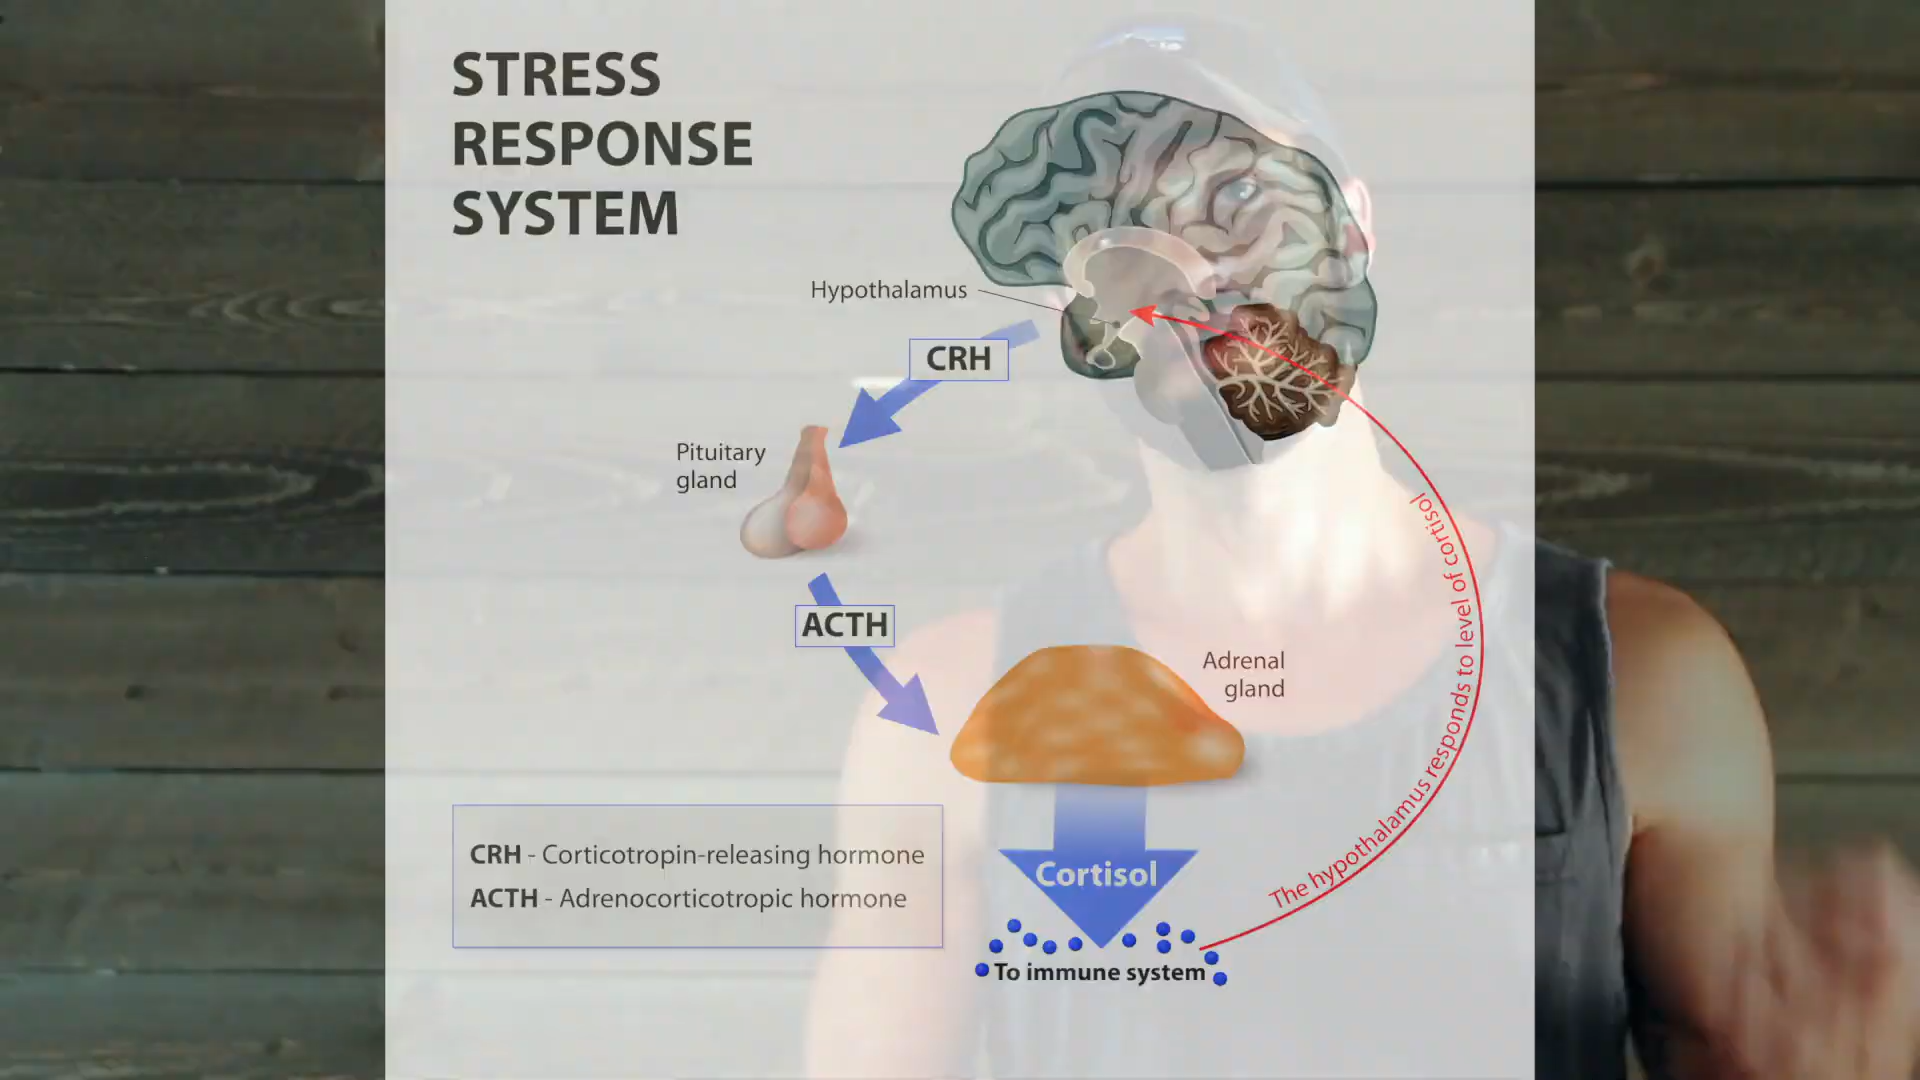 STRESS
RESPONSE
SYSTEM
Hypothalamus
CRH
Pituitary
gland
ACTH
Adrenal
gland
Cortisol
To immune system
The hypothalamus responds to level of cortisol
CRH - Corticotropin-releasing hormone
ACTH - Adrenocorticotropic hormone